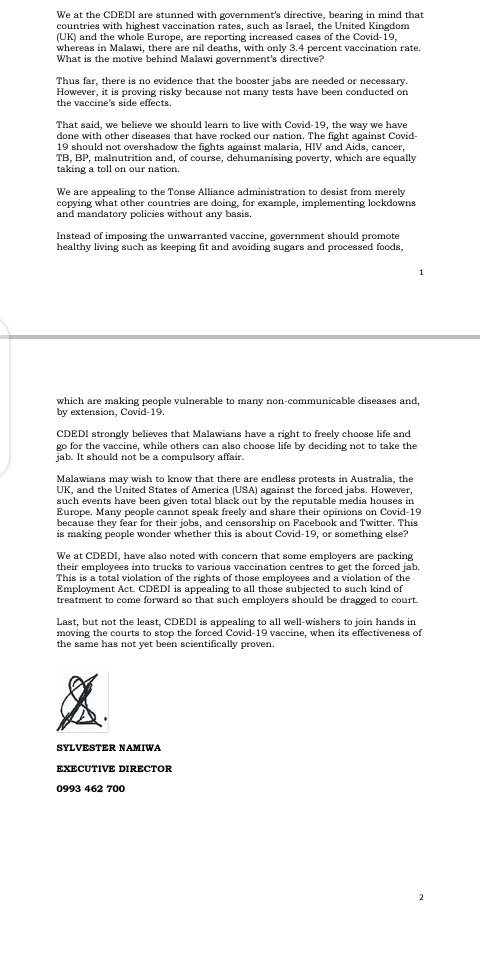 We at the CDEDI are stunned with government's directive, bearing in mind that
countries with highest vaccination rates, such as Israel, the United Kingdom
(UK) and the whole Europe, are reporting increased cases of the Covid-19,
whereas in Malawi, there are nil deaths, with only 3.4 percent vaccination rate.
What is the motive behind Malawi government's directive?
Thus far, there is no evidence that the booster jabs are needed or necessary.
However, it is proving risky because not many tests have been conducted on
the vaccine's side effects.
That said, we believe we should learn to live with Covid-19, the way we have
done with other diseases that have rocked our nation. The fight against Covid-
19 should not overshadow the fights against malaria, HIV and Aids, cancer,
TB, BP, malnutrition and, of course, dehumanising poverty, which are equally
taking a toll on our nation.
We are appealing to the Tonse Alliance administration to desist from merely
copying what other countries are doing, for example, implementing lockdowns
and mandatory policies without any basis.
Instead of imposing the unwarranted vaccine, government should promote
healthy living such as keeping fit and avoiding sugars and processed foods,
1
which are making people vulnerable to many non-communicable diseases and,
by extension, Covid-19.
CDEDI strongly believes that Malawians have a right to freely choose life and
go for the vaccine, while others can also choose life by deciding not to take the
jab. It should not be a compulsory affair.
Malawians may wish to know that there are endless protests in Australia, the
UK, and the United States of America (USA) against the forced jabs. However,
such events have been given total black out by the reputable media houses in
Europe. Many people cannot speak freely and share their opinions on Covid-19
because they fear for their jobs, and censorship on Facebook and Twitter. This
is making people wonder whether this is about Covid-19, or something else?
We at CDEDI, have also noted with concern that some employers are packing
their employees into trucks to various vaccination centres to get the forced jab.
This is a total violation of the rights of those employees and a violation of the
Employment Act. CDEDI is appealing to all those subjected to such kind of
treatment to come forward so that such employers should be dragged to court.
Last, but not the least, CDEDI is appealing to all well-wishers to join hands in
moving the courts to stop the forced Covid-19 vaccine, when its effectiveness of
the same has not yet been scientifically proven.
SYLVESTER NAMIWA
EXECUTIVE DIRECTOR
0993 462 700
2